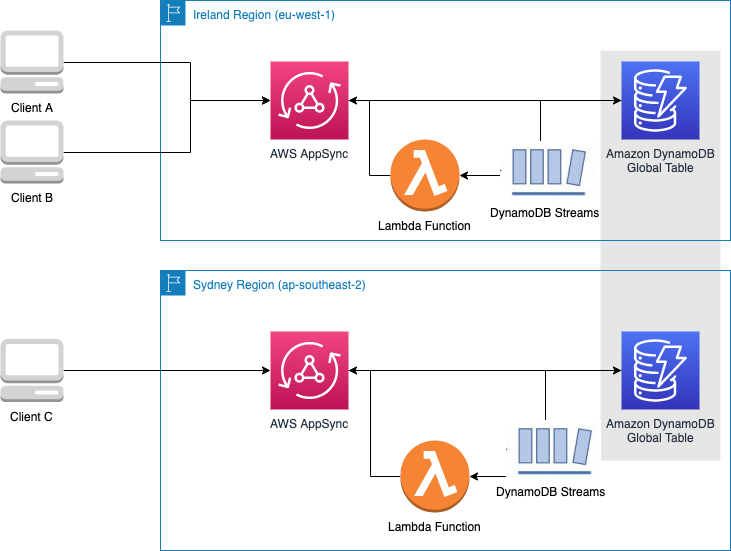 Ireland Region (eu-west-1)
Client A
Client B
AWS AppSync
Lambda Function
DynamoDB Streams
Amazon DynamoDB
Global Table
Sydney Region (ap-southeast-2)
Client C
AWS AppSync
Lambda Function
DynamoDB Streams
Amazon DynamoDB
Global Table